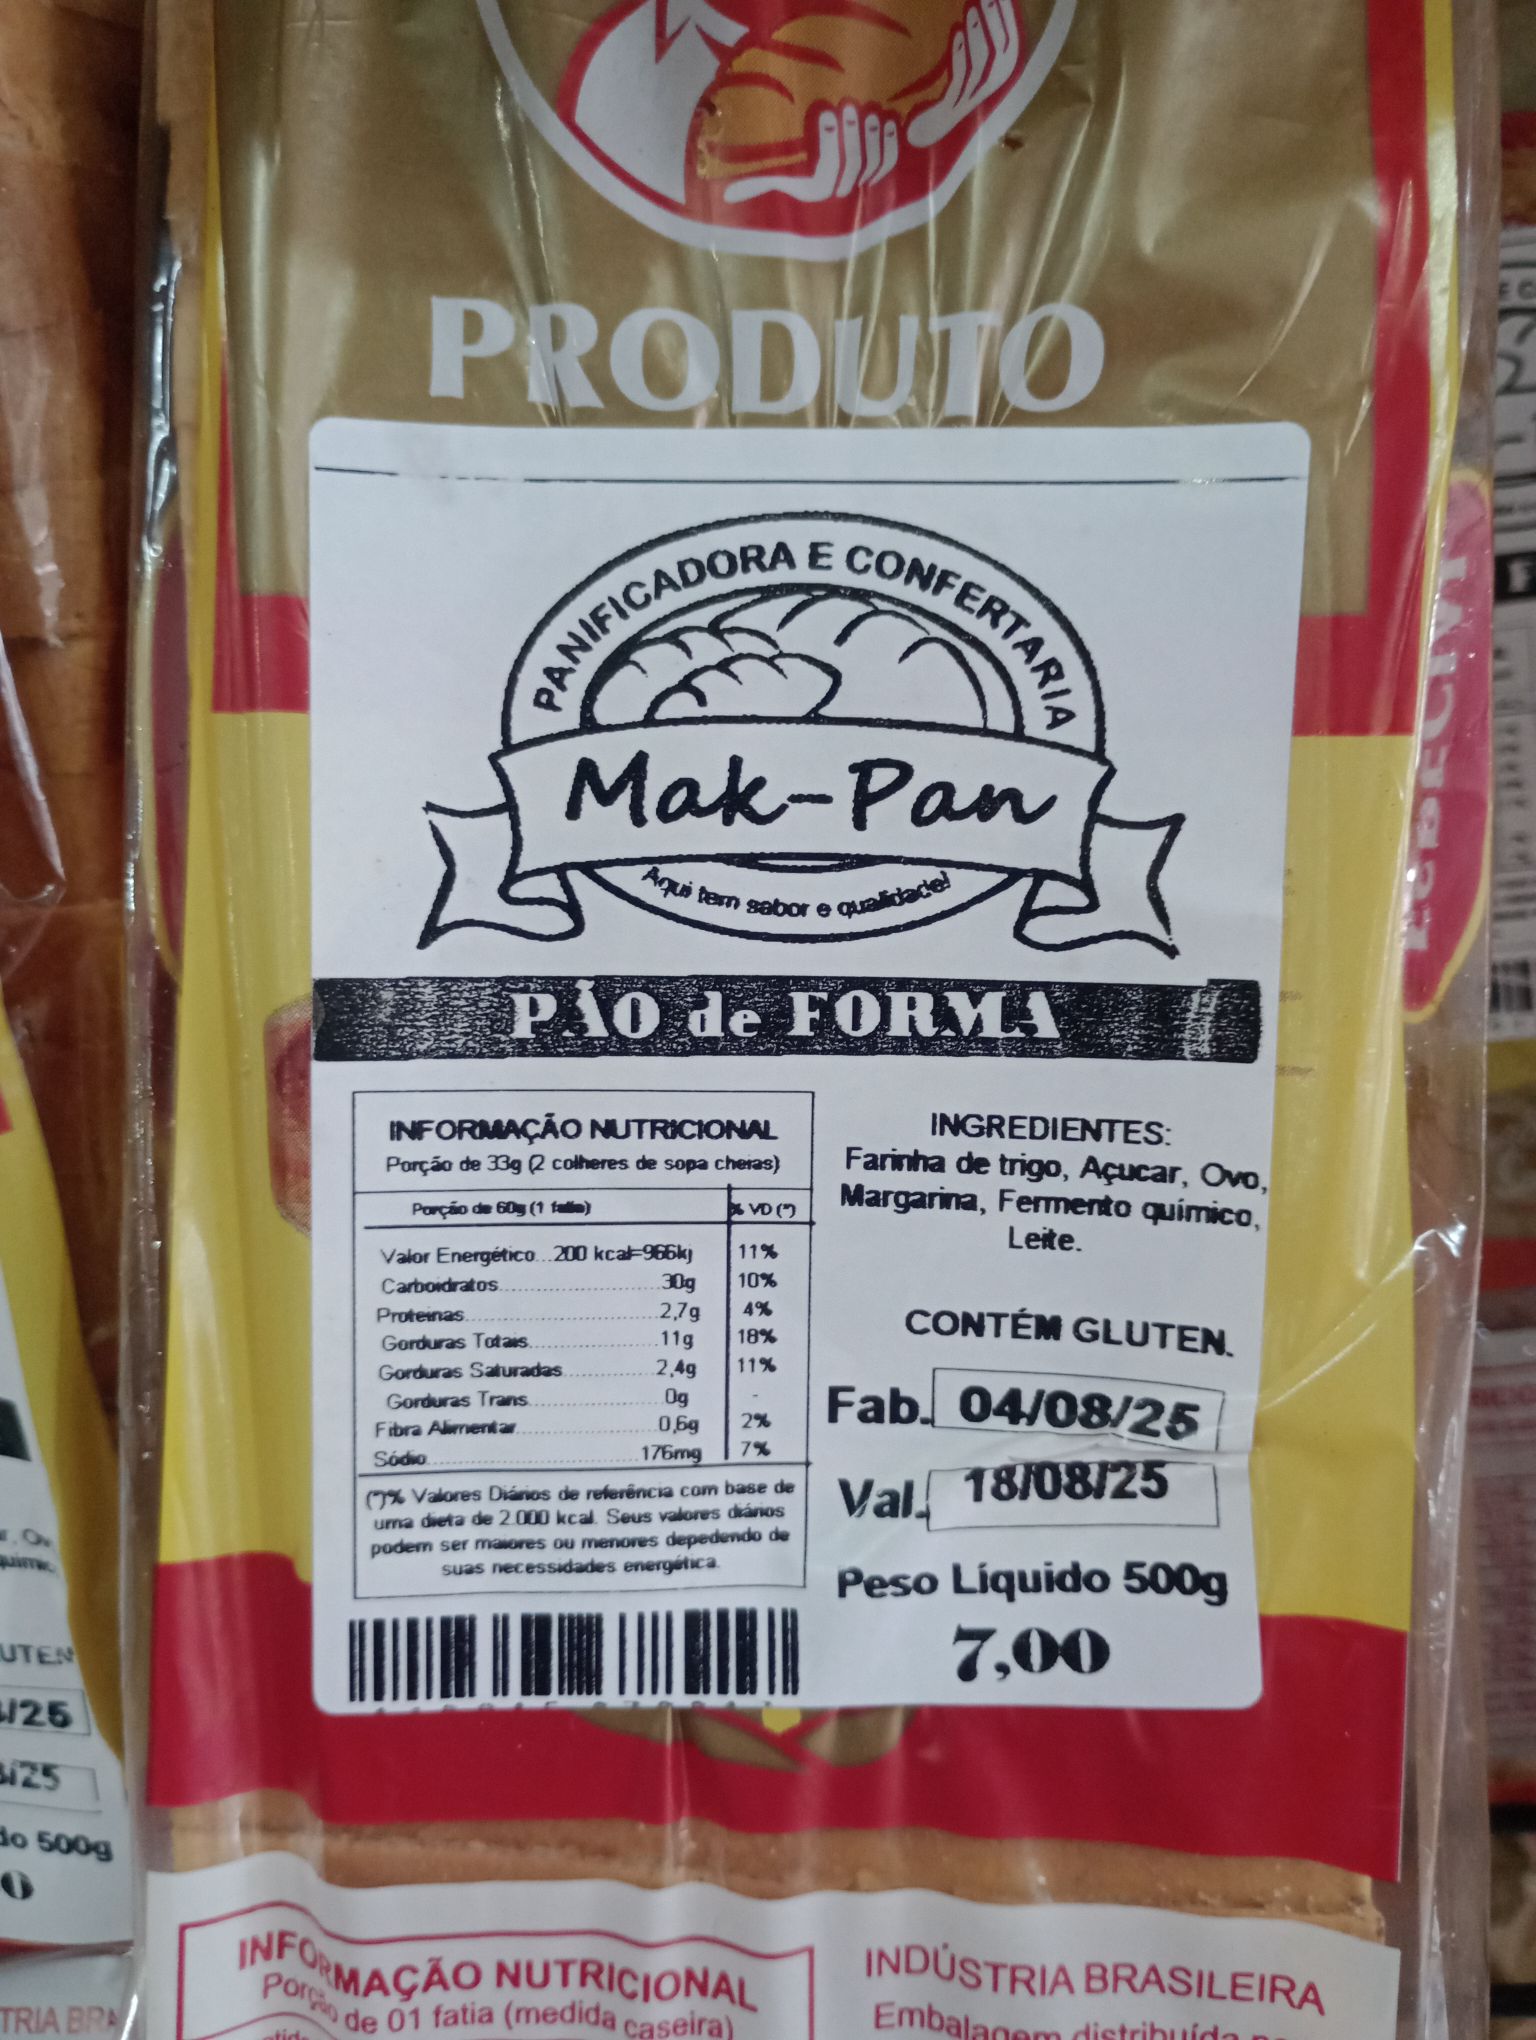 PRODUTO
PANIFICADORA E CONFERTARIA
Mak-Pan
Aqui tem sabor e qualidade!
PÃO de FORMA
INFORMAÇÃO NUTRICIONAL
Porção de 33g (2 colheres de sopa cheias)
Porção de 60g (1 fatia) % VD (*)
Valor Energético...200 kcal=966kj 11%
Carboidratos 30g 10%
Proteinas 2,7g 4%
Gorduras Totais 11g 18%
Gorduras Saturadas 2,4g 11%
Gorduras Trans 0g -
Fibra Alimentar 0,6g 2%
Sódio 176mg 7%
(*)% Valores Diários de referência com base de
uma dieta de 2.000 kcal. Seus valores diários
podem ser maiores ou menores depedendo de
suas necessidades energética.
INGREDIENTES:
Farinha de trigo, Açucar, Ovo,
Margarina, Fermento químico,
Leite.
CONTÉM GLUTEN.
Fab. 04/08/25
Val. 18/08/25
Peso Líquido 500g
7,00
INFORMAÇÃO NUTRICIONAL
Porção de 01 fatia (medida caseira)
INDÚSTRIA BRASILEIRA
Embalagem distribuída